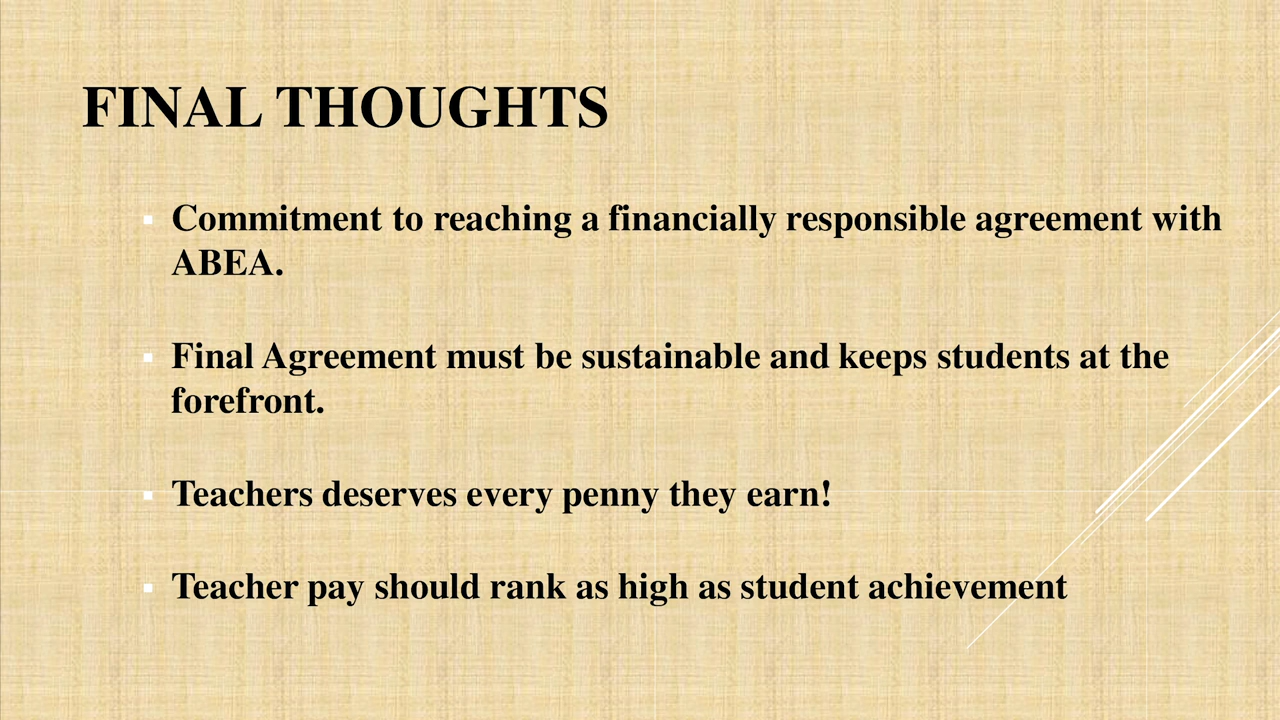 FINAL THOUGHTS
Commitment to reaching a financially responsible agreement with
ABEA.
Final Agreement must be sustainable and keeps students at the
forefront.
Teachers deserves every penny they earn!
Teacher pay should rank as high as student achievement